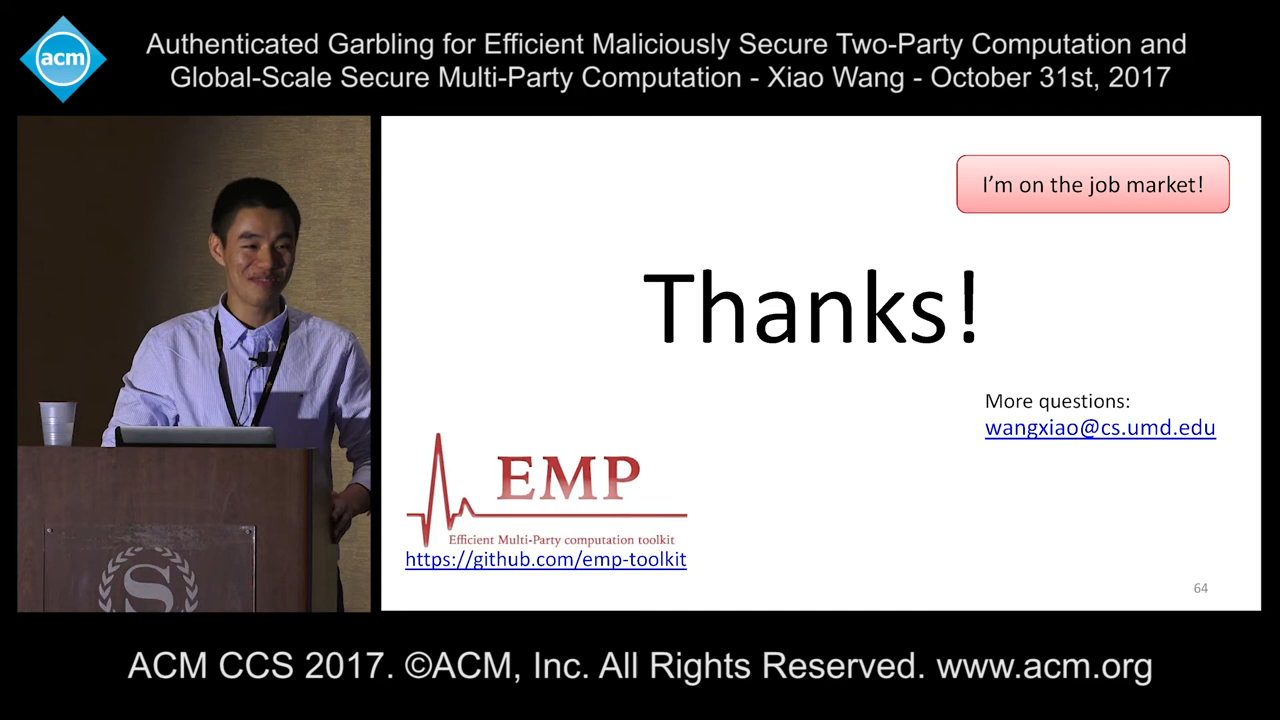 acm
Authenticated Garbling for Efficient Maliciously Secure Two-Party Computation and
Global-Scale Secure Multi-Party Computation - Xiao Wang - October 31st, 2017
I'm on the job market!
Thanks!
More questions:
wangxiao@cs.umd.edu
EMP
Efficient Multi-Party computation toolkit
https://github.com/emp-toolkit
64
S
ACM CCS 2017. ©ACM, Inc. All Rights Reserved. www.acm.org